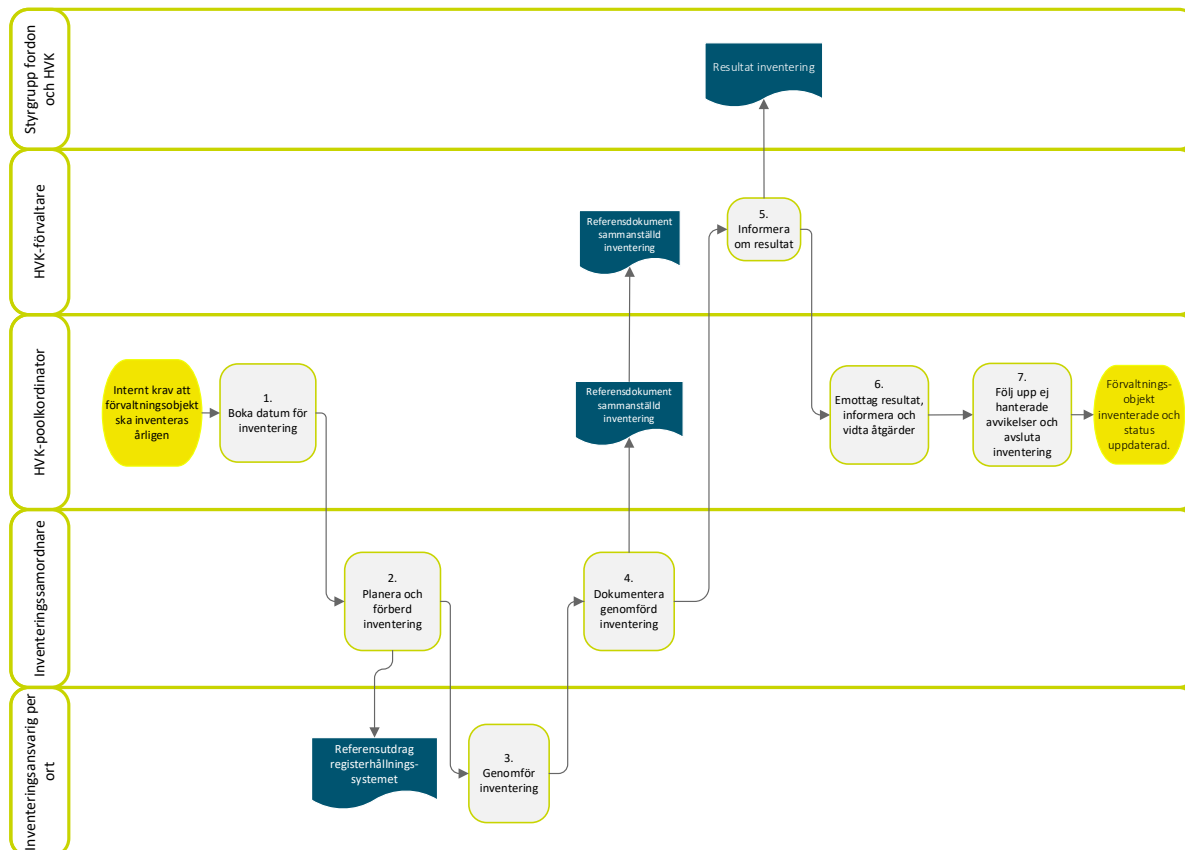 Styrgrupp fordon
och HVK
Resultat inventering
HVK-förvaltare
Referensdokument
sammanställd
inventering
5.
Informera
om resultat
HVK-poolkordinator
Internt krav att
förvaltningsobjekt
ska inventeras
årligen
1.
Boka datum för
inventering
Referensdokument
sammanställd
inventering
6.
Emottag resultat,
informera och
vidta åtgärder
7.
Följ upp ej
hanterade
avvikelser och
avsluta
inventering
Förvaltnings-
objekt
inventerade och
status
uppdaterad.
Inventeringssamordnare
2.
Planera och
förberd
inventering
4.
Dokumentera
genomförd
inventering
Inventeringsansvarig per
ort
Referensutdrag
registerhållnings-
systemet
3.
Genomför
inventering